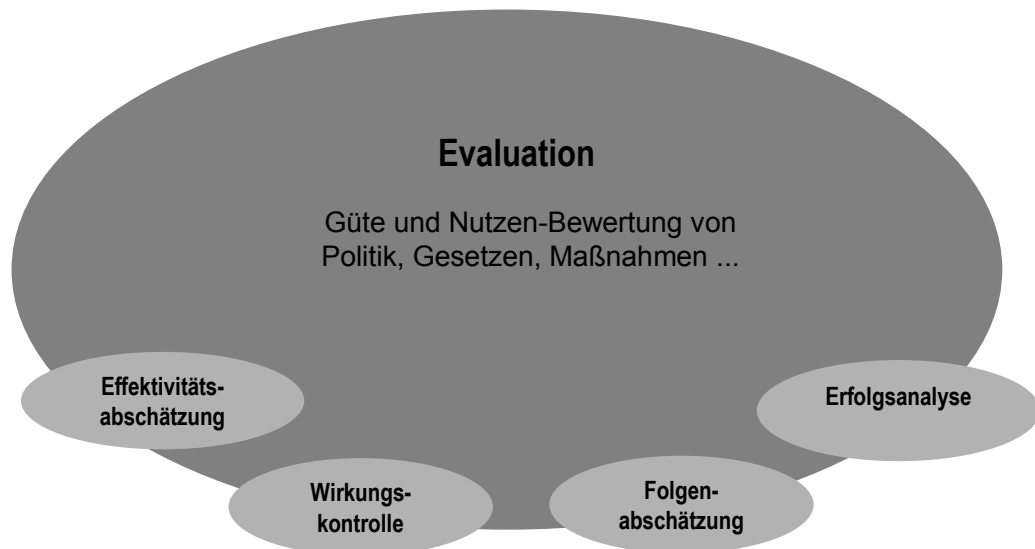 Evaluation
Güte und Nutzen-Bewertung von
Politik, Gesetzen, Maßnahmen ...
Effektivitäts-
abschätzung
Wirkungs-
kontrolle
Folgen-
abschätzung
Erfolgsanalyse